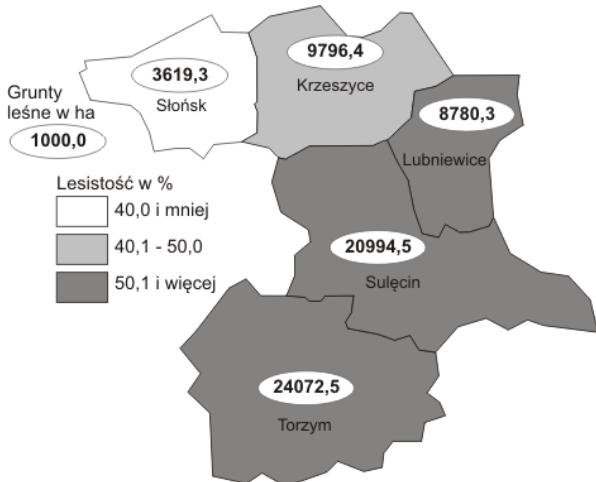 9796,4
Krzeszyce
3619,3
Słońsk
Grunty
leśne w ha
1000,0
8780,3
Lubniewice
Lesistość w %
40,0 i mniej
40,1 - 50,0
50,1 i więcej
20994,5
Sulęcin
24072,5
Torzym